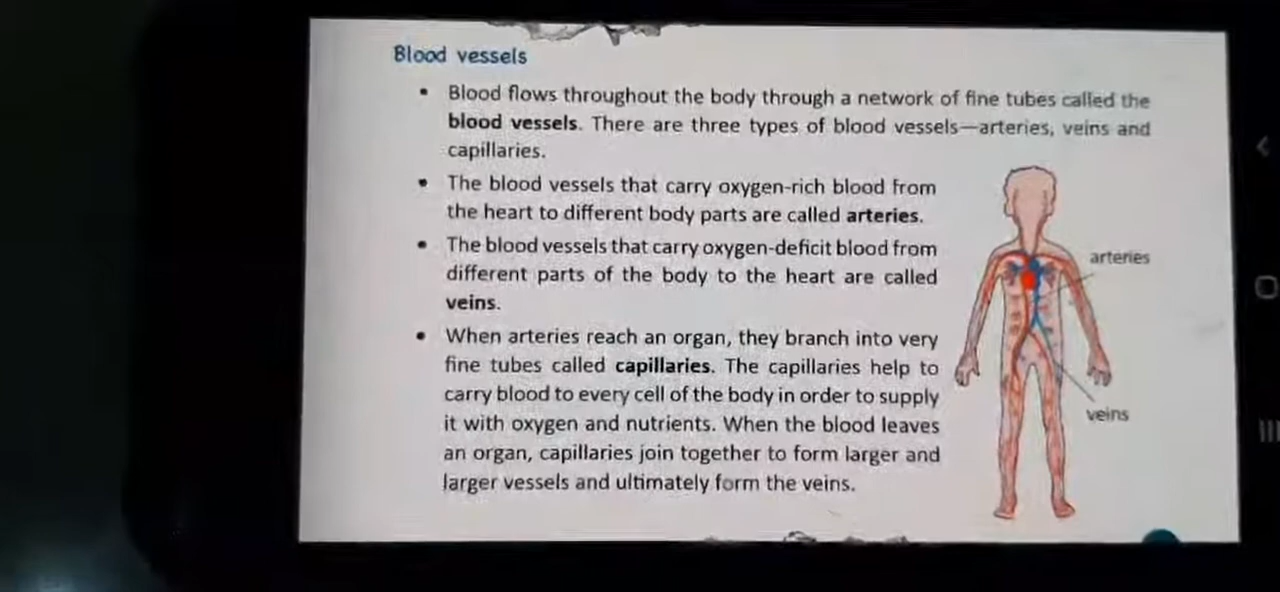 Blood vessels
• Blood flows throughout the body through a network of fine tubes called the
blood vessels. There are three types of blood vessels—arteries, veins and
capillaries.
• The blood vessels that carry oxygen-rich blood from
the heart to different body parts are called arteries.
• The blood vessels that carry oxygen-deficit blood from
different parts of the body to the heart are called
veins.
• When arteries reach an organ, they branch into very
fine tubes called capillaries. The capillaries help to
carry blood to every cell of the body in order to supply
it with oxygen and nutrients. When the blood leaves
an organ, capillaries join together to form larger and
larger vessels and ultimately form the veins.
arteries
veins